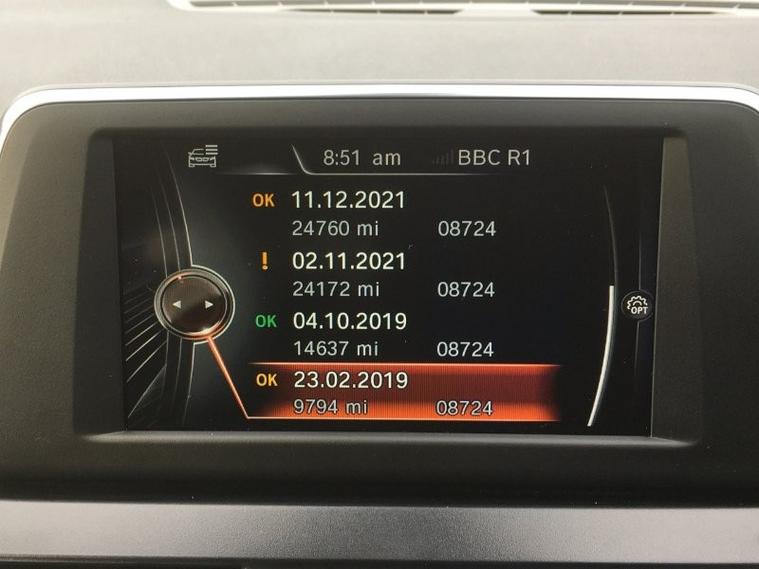 8:51 am BBC R1
OK 11.12.2021
24760 mi 08724
! 02.11.2021
24172 mi 08724
OPT
OK 04.10.2019
14637 mi 08724
OK 23.02.2019
9794 mi 08724